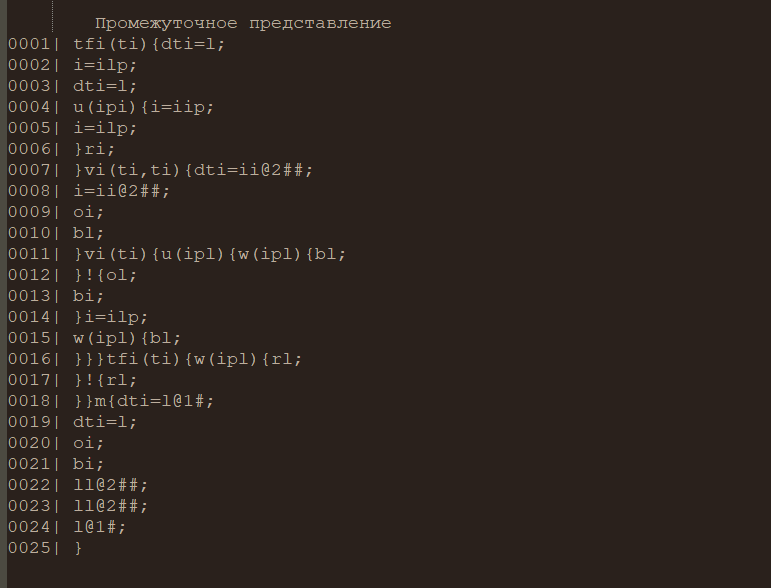 Промежуточное представление
0001| tfi(ti){dti=l;
0002| i=ilp;
0003| dti=l;
0004| u(ipi){i=iip;
0005| i=ilp;
0006| }ri;
0007| }vi(ti,ti){dti=ii@2##;
0008| i=ii@2##;
0009| oi;
0010| bl;
0011| }vi(ti){u(ipl){w(ipl){bl;
0012| }!{ol;
0013| bi;
0014| }i=ilp;
0015| w(ipl){bl;
0016| }}}tfi(ti){w(ipl){rl;
0017| }!{rl;
0018| }}m{dti=l@1#;
0019| dti=l;
0020| oi;
0021| bi;
0022| ll@2##;
0023| ll@2##;
0024| l@1#;
0025| }